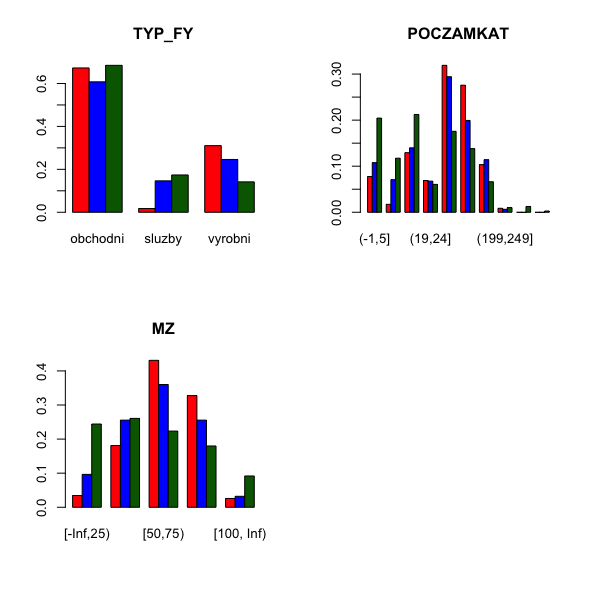 TYP_FY
0.0 0.2 0.4 0.6
obchodni sluzby vyrobni
POCZAMKAT
0.00 0.10 0.20 0.30
(-1,5] (19,24] (199,249]
MZ
0.0 0.1 0.2 0.3 0.4
[-Inf,25) [50,75) [100, Inf)